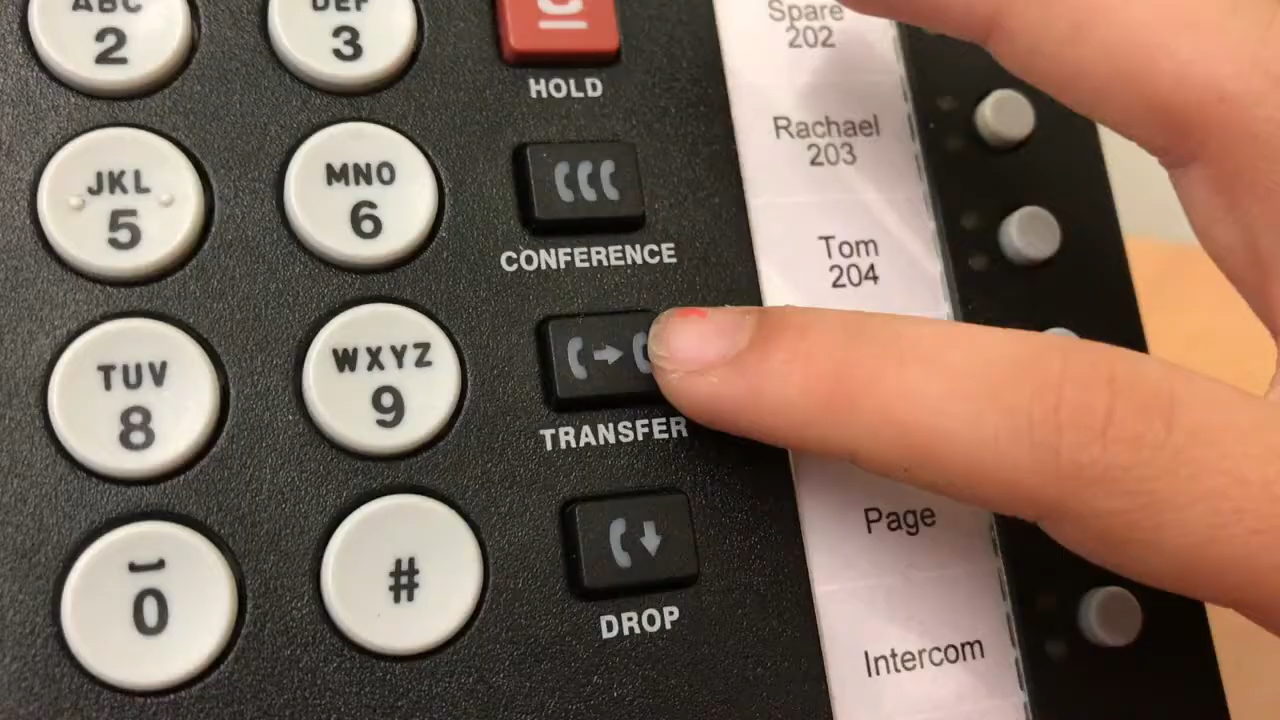 ABC
2
DEF
3
HOLD
Spare
202
JKL
5
MNO
6
CONFERENCE
Rachael
203
Tom
204
TUV
8
WXYZ
9
TRANSFER
0
#
DROP
Page
Intercom